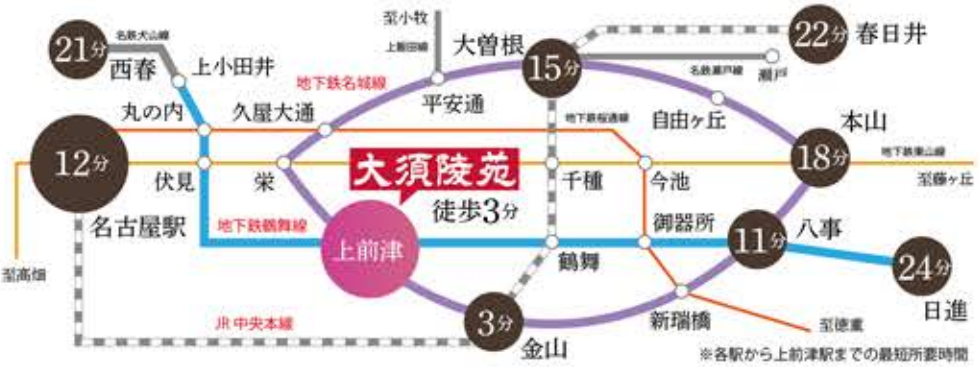 至小牧
上飯田線
22分
春日井
名鉄犬山線
21分
西春
上小田井
大曽根
15分
名鉄瀬戸線
瀬戸
地下鉄名城線
平安通
丸の内
久屋大通
地下鉄桜通線
自由ヶ丘
本山
12分
名古屋駅
伏見
栄
大須陵苑
徒歩3分
千種
今池
18分
地下鉄東山線
至藤ヶ丘
地下鉄鶴舞線
上前津
御器所
11分
八事
至高畑
鶴舞
24分
日進
JR中央本線
3分
金山
新瑞橋
至徳重
※各駅から上前津駅までの最短所要時間